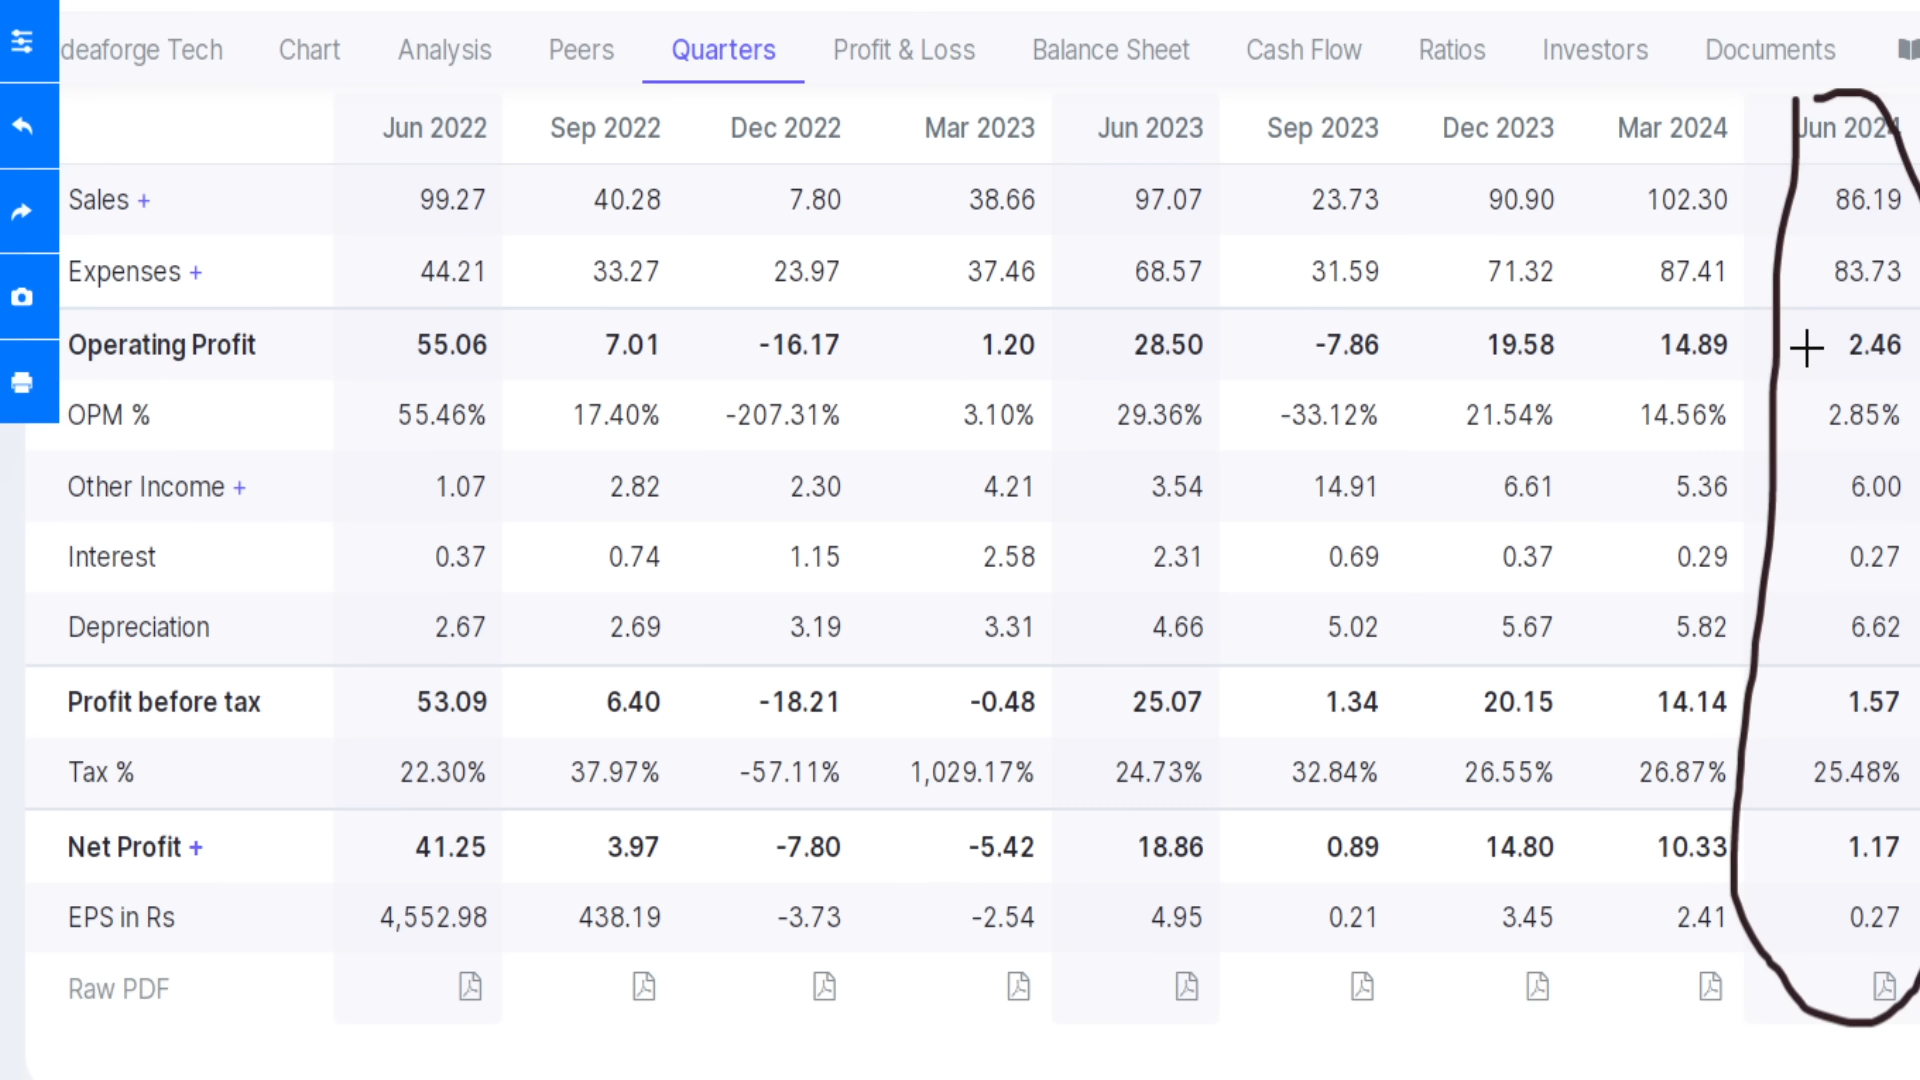 deaforge Tech Chart Analysis Peers Quarters Profit & Loss Balance Sheet Cash Flow Ratios Investors Documents
Jun 2022 Sep 2022 Dec 2022 Mar 2023 Jun 2023 Sep 2023 Dec 2023 Mar 2024 Jun 2024
Sales + 99.27 40.28 7.80 38.66 97.07 23.73 90.90 102.30 86.19
Expenses + 44.21 33.27 23.97 37.46 68.57 31.59 71.32 87.41 83.73
Operating Profit 55.06 7.01 -16.17 1.20 28.50 -7.86 19.58 14.89 2.46
OPM % 55.46% 17.40% -207.31% 3.10% 29.36% -33.12% 21.54% 14.56% 2.85%
Other Income + 1.07 2.82 2.30 4.21 3.54 14.91 6.61 5.36 6.00
Interest 0.37 0.74 1.15 2.58 2.31 0.69 0.37 0.29 0.27
Depreciation 2.67 2.69 3.19 3.31 4.66 5.02 5.67 5.82 6.62
Profit before tax 53.09 6.40 -18.21 -0.48 25.07 1.34 20.15 14.14 1.57
Tax % 22.30% 37.97% -57.11% 1,029.17% 24.73% 32.84% 26.55% 26.87% 25.48%
Net Profit + 41.25 3.97 -7.80 -5.42 18.86 0.89 14.80 10.33 1.17
EPS in Rs 4,552.98 438.19 -3.73 -2.54 4.95 0.21 3.45 2.41 0.27
Raw PDF